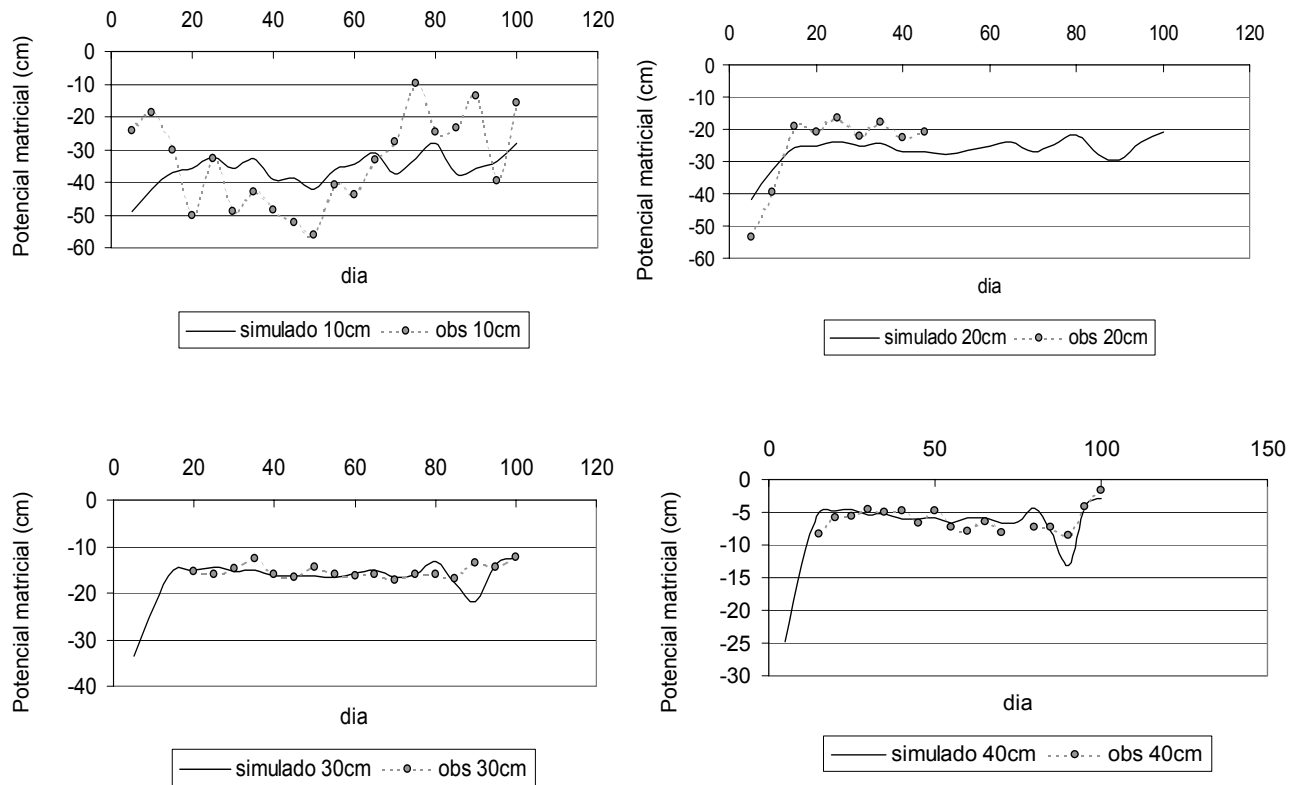 0 20 40 60 80 100 120
Potencial matricial (cm)
0
-10
-20
-30
-40
-50
-60
dia
simulado 10cm obs 10cm
0 20 40 60 80 100 120
Potencial matricial (cm)
0
-10
-20
-30
-40
-50
-60
dia
simulado 20cm obs 20cm
0 20 40 60 80 100 120
Potencial matricial (cm)
0
-10
-20
-30
-40
dia
simulado 30cm obs 30cm
0 50 100 150
Potencial matricial (cm)
0
-5
-10
-15
-20
-25
-30
dia
simulado 40cm obs 40cm